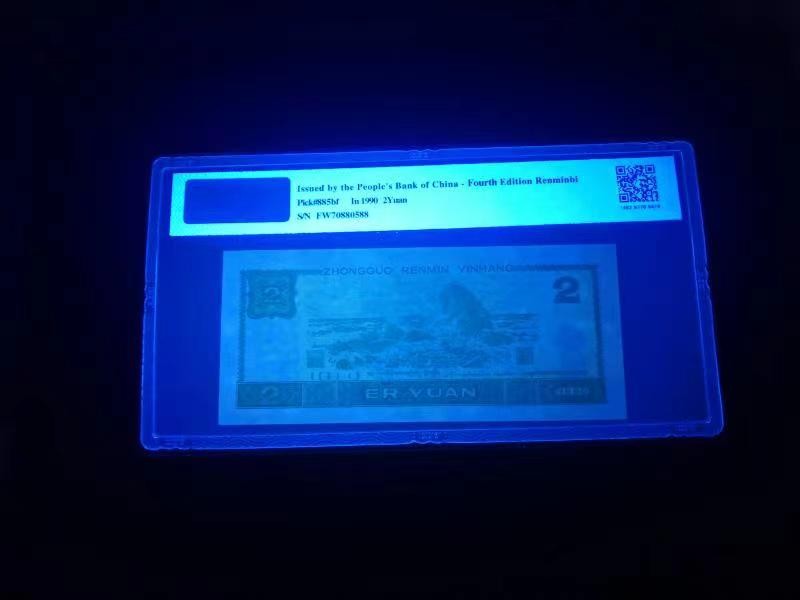 Issued by the People's Bank of China - Fourth Edition Renminbi
Pick#885bf In 1990 2Yuan
S/N FW70880588
ZHONGGUO RENMIN YINHANG
2
2
2 ER YUAN